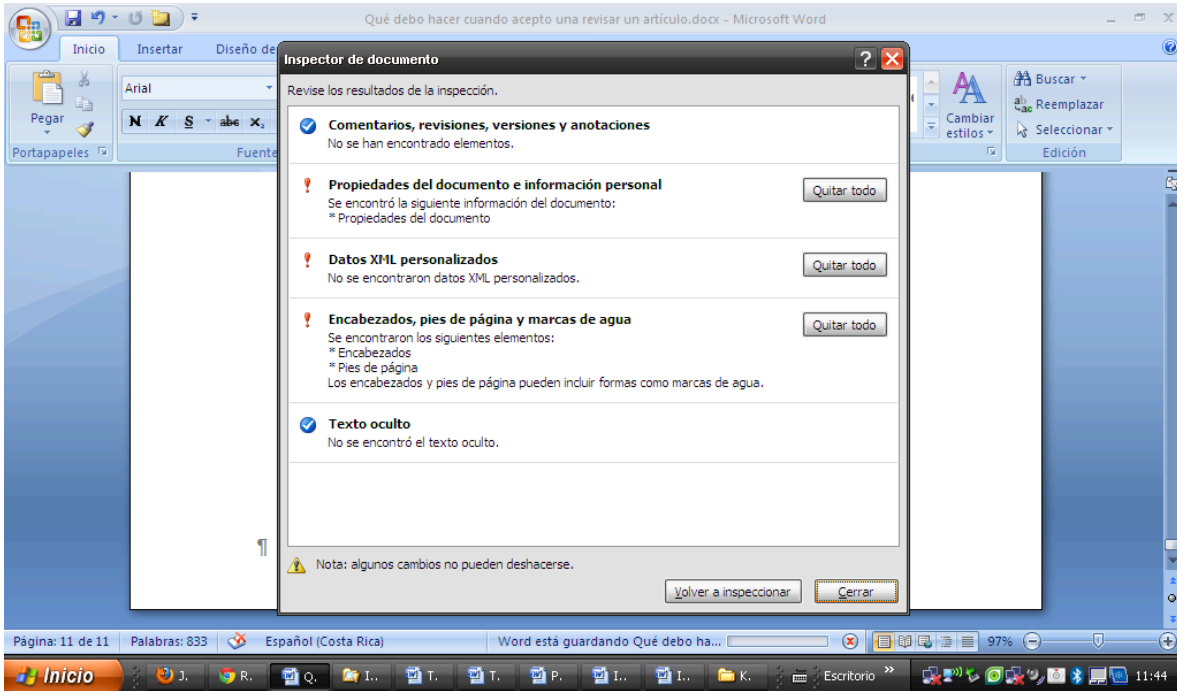 Qué debo hacer cuando acepto una revisar un artículo.docx - Microsoft Word
Inicio Insertar Diseño de
Pegar
Portapapeles
Arial
N K S abe X₂
Fuente
Cambiar estilos
Buscar
Reemplazar
Seleccionar
Edición
Inspector de documento
Revise los resultados de la inspección.
Comentarios, revisiones, versiones y anotaciones
No se han encontrado elementos.
Propiedades del documento e información personal
Quitar todo
Se encontró la siguiente información del documento:
* Propiedades del documento
Datos XML personalizados
Quitar todo
No se encontraron datos XML personalizados.
Encabezados, pies de página y marcas de agua
Quitar todo
Se encontraron los siguientes elementos:
* Encabezados
* Pies de página
Los encabezados y pies de página pueden incluir formas como marcas de agua.
Texto oculto
No se encontró el texto oculto.
¶
Nota: algunos cambios no pueden deshacerse.
Volver a inspeccionar Cerrar
Página: 11 de 11 Palabras: 833 Español (Costa Rica) Word está guardando Qué debo ha... 97%
Inicio J. R. Q. I.. T. T. P. I.. I.. K. Escritorio » 11:44